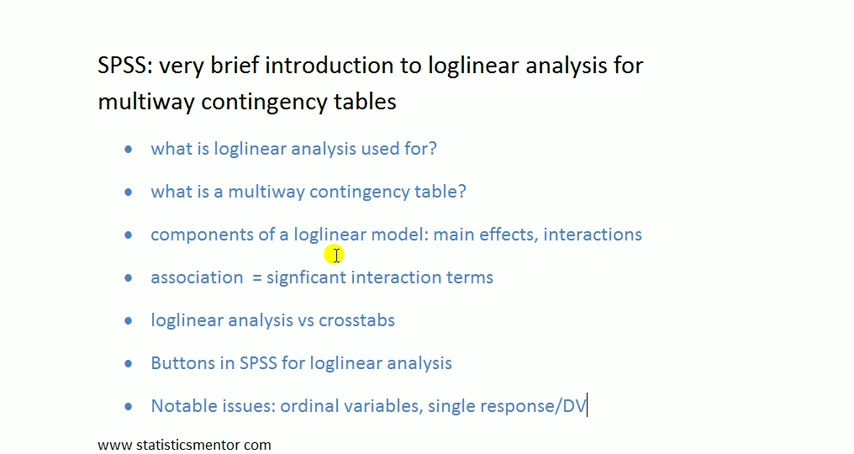 SPSS: very brief introduction to loglinear analysis for
multiway contingency tables
• what is loglinear analysis used for?
• what is a multiway contingency table?
• components of a loglinear model: main effects, interactions
• association  = signficant interaction terms
• loglinear analysis vs crosstabs
• Buttons in SPSS for loglinear analysis
• Notable issues: ordinal variables, single response/DV
www statisticsmentor com